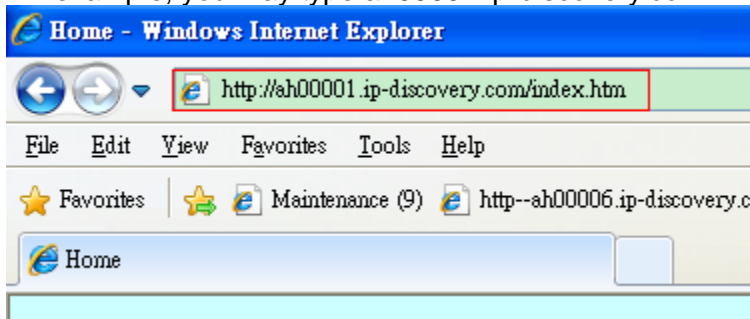 Home - Windows Internet Explorer
http://ah00001.ip-discovery.com/index.htm
File Edit View Favorites Tools Help
Favorites Maintenance (9) http--ah00006.ip-discovery.c
Home